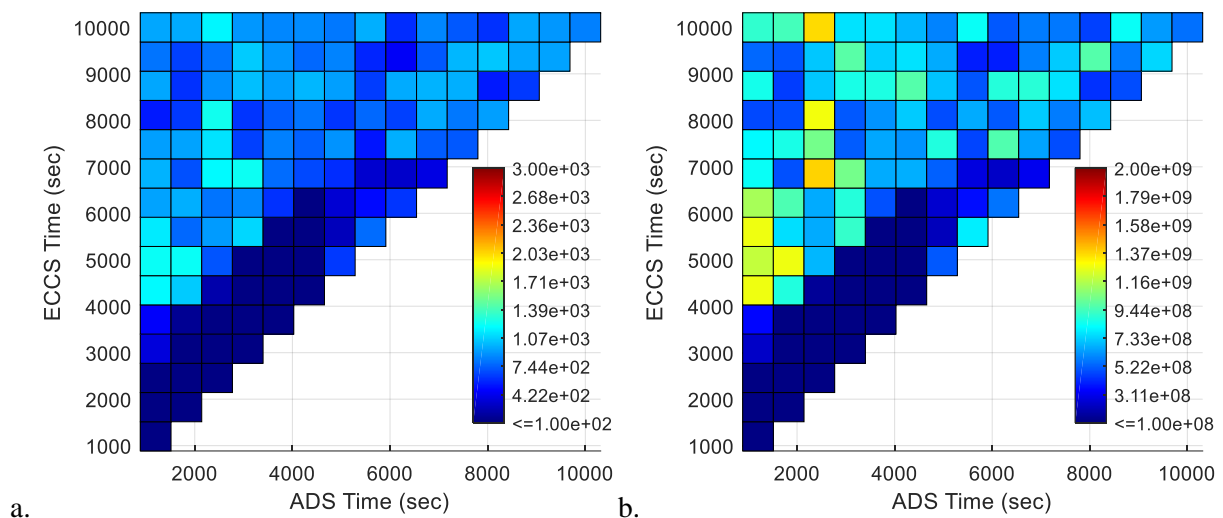 10000
9000
8000
7000
6000
5000
4000
3000
2000
1000
ECCS Time (sec)
2000 4000 6000 8000 10000
ADS Time (sec)
3.00e+03
2.68e+03
2.36e+03
2.03e+03
1.71e+03
1.39e+03
1.07e+03
7.44e+02
4.22e+02
<=1.00e+02
a.
10000
9000
8000
7000
6000
5000
4000
3000
2000
1000
ECCS Time (sec)
2000 4000 6000 8000 10000
ADS Time (sec)
2.00e+09
1.79e+09
1.58e+09
1.37e+09
1.16e+09
9.44e+08
7.33e+08
5.22e+08
3.11e+08
<=1.00e+08
b.